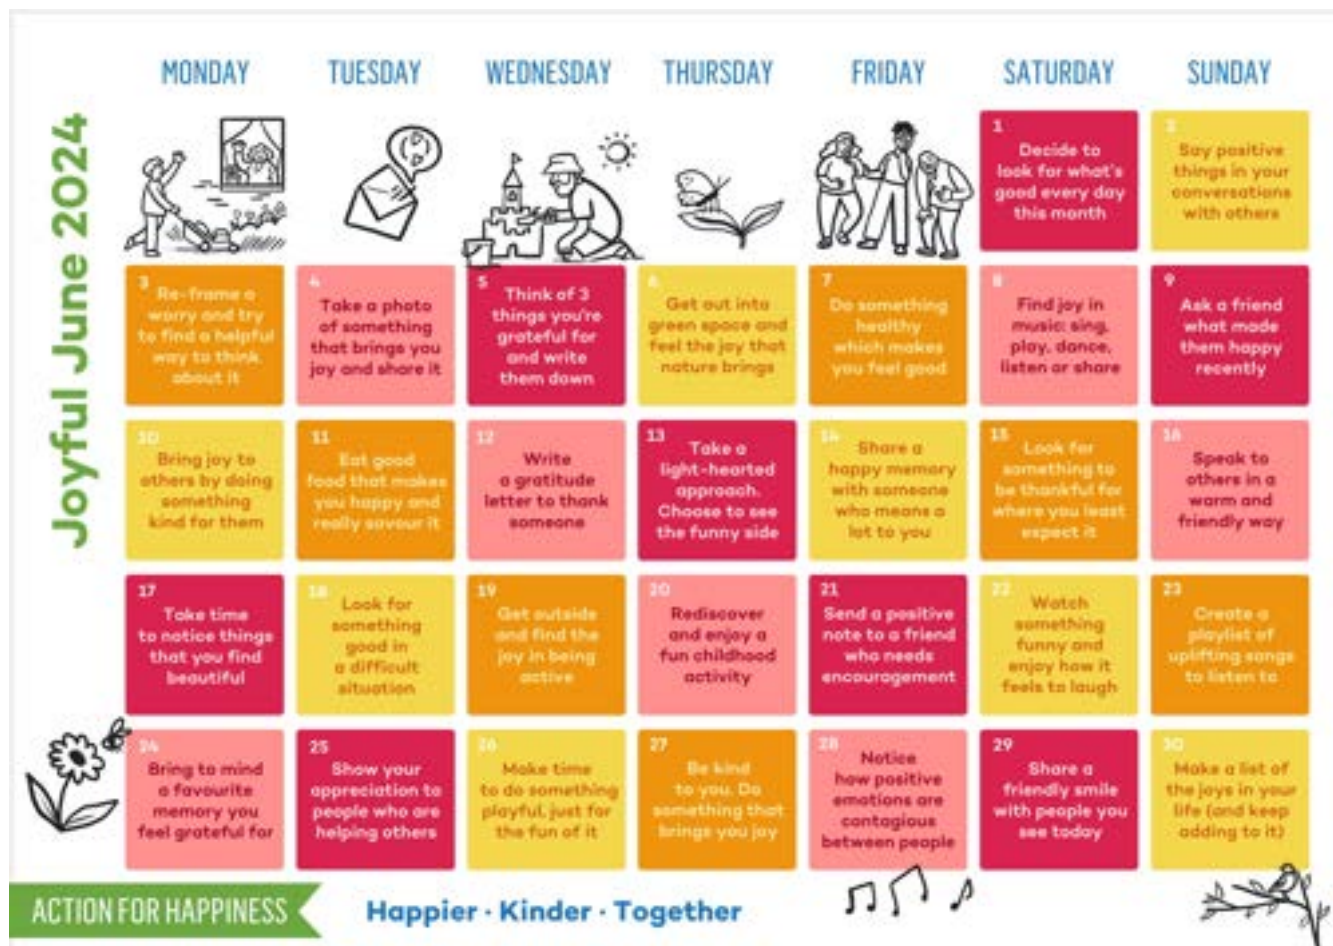 MONDAY TUESDAY WEDNESDAY THURSDAY FRIDAY SATURDAY SUNDAY
Joyful June 2024
1
Decide to
look for what's
good every day
this month
2
Say positive
things in your
conversations
with others
3
Re-frame a
worry and try
to find a helpful
way to think
about it
4
Take a photo
of something
that brings you
joy and share it
5
Think of 3
things you're
grateful for
and write
them down
6
Get out into
green space and
feel the joy that
nature brings
7
Do something
healthy
which makes
you feel good
8
Find joy in
music: sing,
play, dance,
listen or share
9
Ask a friend
what made
them happy
recently
10
Bring joy to
others by doing
something
kind for them
11
Eat good
food that makes
you happy and
really savour it
12
Write
a gratitude
letter to thank
someone
13
Take a
light-hearted
approach.
Choose to see
the funny side
14
Share a
happy memory
with someone
who means a
lot to you
15
Look for
something to
be thankful for
where you least
expect it
16
Speak to
others in a
warm and
friendly way
17
Take time
to notice things
that you find
beautiful
18
Look for
something
good in
a difficult
situation
19
Get outside
and find the
joy in being
active
20
Rediscover
and enjoy a
fun childhood
activity
21
Send a positive
note to a friend
who needs
encouragement
22
Watch
something
funny and
enjoy how it
feels to laugh
23
Create a
playlist of
uplifting songs
to listen to
24
Bring to mind
a favourite
memory you
feel grateful for
25
Show your
appreciation to
people who are
helping others
26
Make time
to do something
playful, just for
the fun of it
27
Be kind
to you. Do
something that
brings you joy
28
Notice
how positive
emotions are
contagious
between people
29
Share a
friendly smile
with people you
see today
30
Make a list of
the joys in your
life (and keep
adding to it)
ACTION FOR HAPPINESS
Happier · Kinder · Together